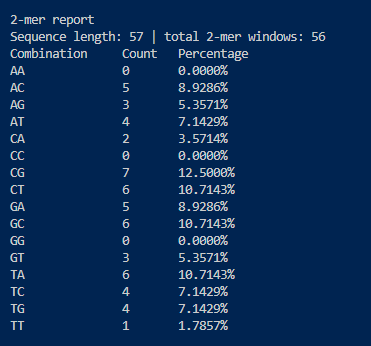 2-mer report
Sequence length: 57 | total 2-mer windows: 56
Combination Count Percentage
AA 0 0.0000%
AC 5 8.9286%
AG 3 5.3571%
AT 4 7.1429%
CA 2 3.5714%
CC 0 0.0000%
CG 7 12.5000%
CT 6 10.7143%
GA 5 8.9286%
GC 6 10.7143%
GG 0 0.0000%
GT 3 5.3571%
TA 6 10.7143%
TC 4 7.1429%
TG 4 7.1429%
TT 1 1.7857%